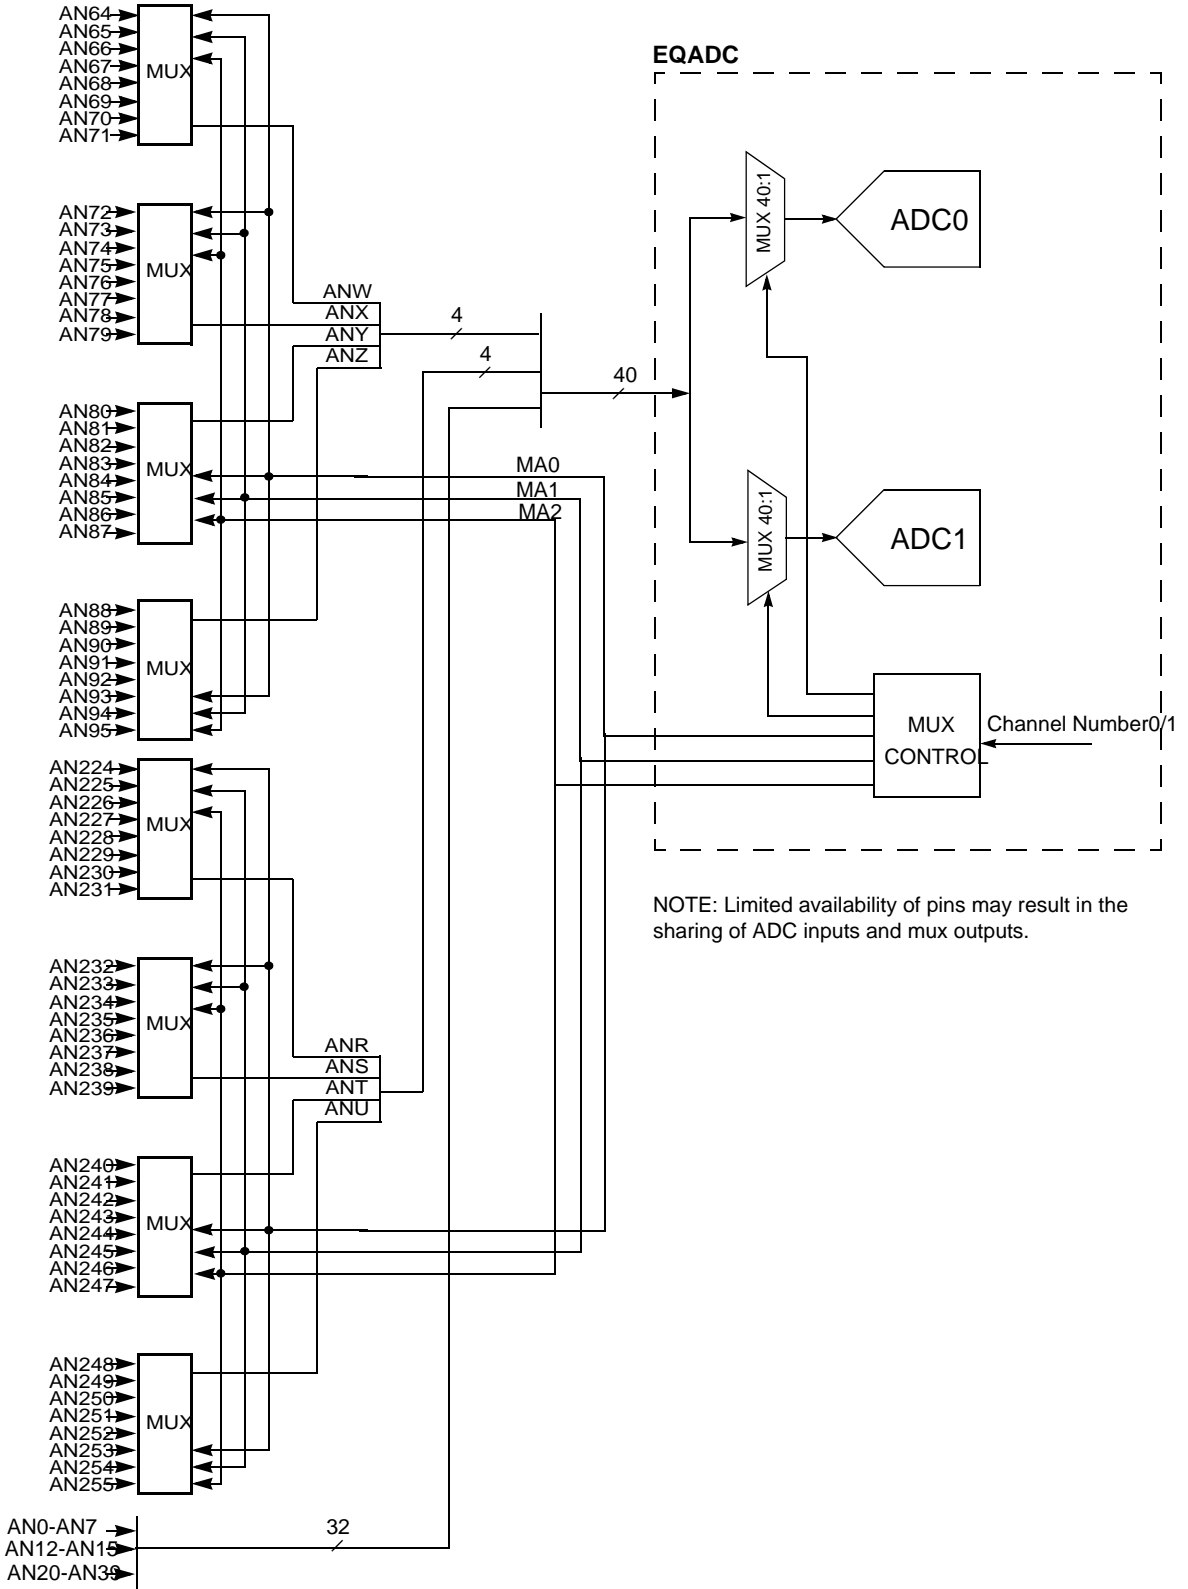 AN64
AN65
AN66
AN67
AN68
AN69
AN70
AN71
MUX
AN72
AN73
AN74
AN75
AN76
AN77
AN78
AN79
MUX
ANW
ANX
ANY
ANZ
4
4
40
AN80
AN81
AN82
AN83
AN84
AN85
AN86
AN87
MUX
MA0
MA1
MA2
AN88
AN89
AN90
AN91
AN92
AN93
AN94
AN95
MUX
EQADC
MUX 40:1
ADC0
MUX 40:1
ADC1
MUX
CONTROL
Channel Number0/1
NOTE: Limited availability of pins may result in the
sharing of ADC inputs and mux outputs.
AN224
AN225
AN226
AN227
AN228
AN229
AN230
AN231
MUX
AN232
AN233
AN234
AN235
AN236
AN237
AN238
AN239
MUX
ANR
ANS
ANT
ANU
AN240
AN241
AN242
AN243
AN244
AN245
AN246
AN247
MUX
AN248
AN249
AN250
AN251
AN252
AN253
AN254
AN255
MUX
AN0-AN7
AN12-AN15
AN20-AN39
32